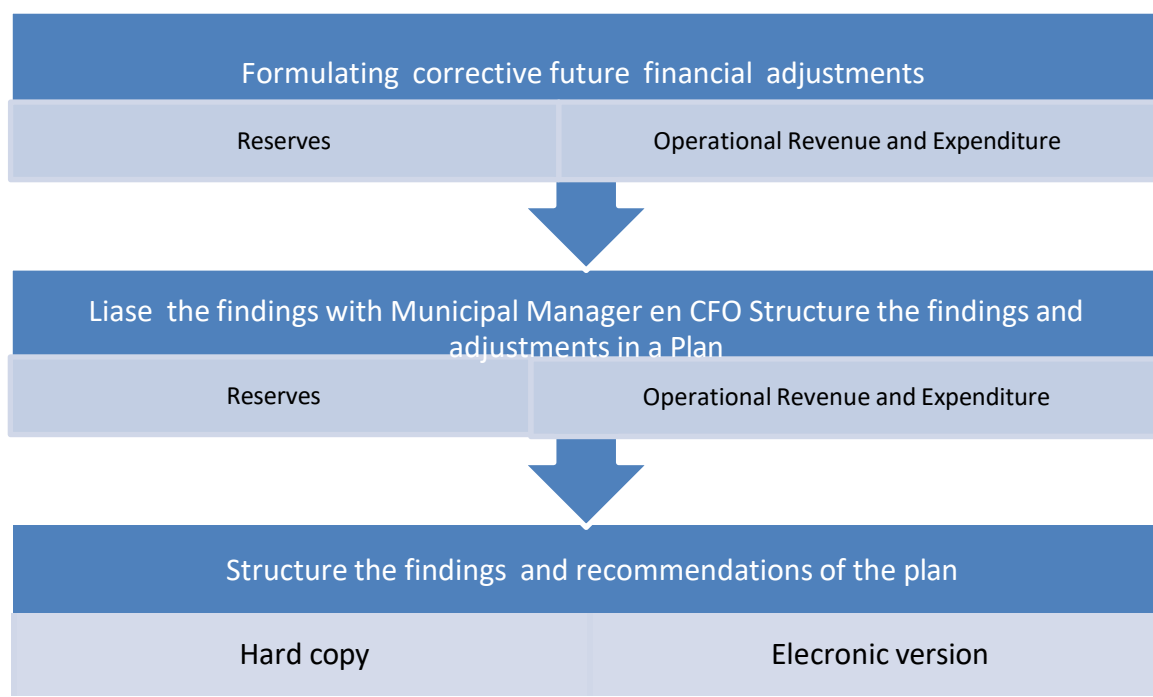 Formulating corrective future financial adjustments
Reserves
Operational Revenue and Expenditure
Liase the findings with Municipal Manager en CFO Structure the findings and
adjustments in a Plan
Reserves
Operational Revenue and Expenditure
Structure the findings and recommendations of the plan
Hard copy
Elecronic version